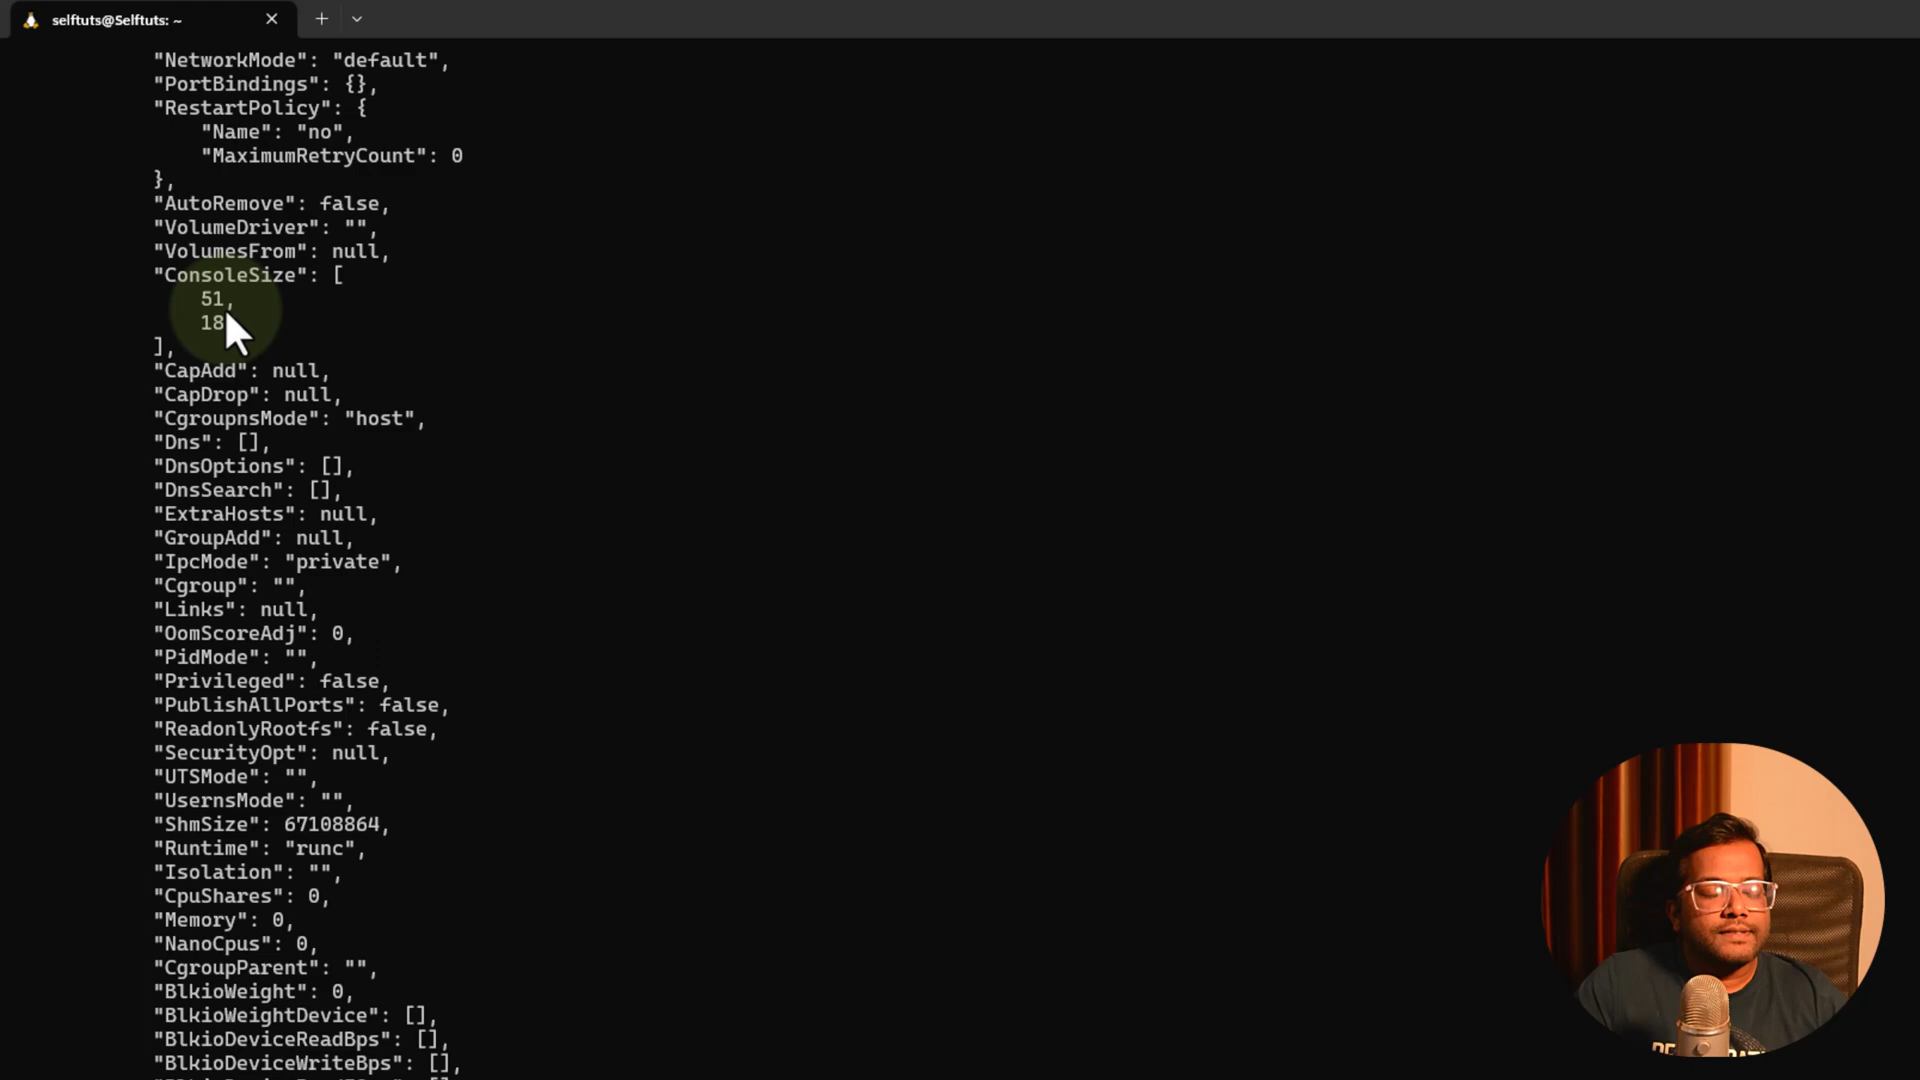 selftuts@Selftuts: ~
"NetworkMode": "default",
"PortBindings": {},
"RestartPolicy": {
"Name": "no",
"MaximumRetryCount": 0
},
"AutoRemove": false,
"VolumeDriver": "",
"VolumesFrom": null,
"ConsoleSize": [
51,
],
"CapAdd": null,
"CapDrop": null,
"CgroupnsMode": "host",
"Dns": [],
"DnsOptions": [],
"DnsSearch": [],
"ExtraHosts": null,
"GroupAdd": null,
"IpcMode": "private",
"Cgroup": "",
"Links": null,
"OomScoreAdj": 0,
"PidMode": "",
"Privileged": false,
"PublishAllPorts": false,
"ReadonlyRootfs": false,
"SecurityOpt": null,
"UTSMode": "",
"UsernsMode": "",
"ShmSize": 67108864,
"Runtime": "runc",
"Isolation": "",
"CpuShares": 0,
"Memory": 0,
"NanoCpus": 0,
"CgroupParent": "",
"BlkioWeight": 0,
"BlkioWeightDevice": [],
"BlkioDeviceReadBps": [],
"BlkioDeviceWriteBps": [],